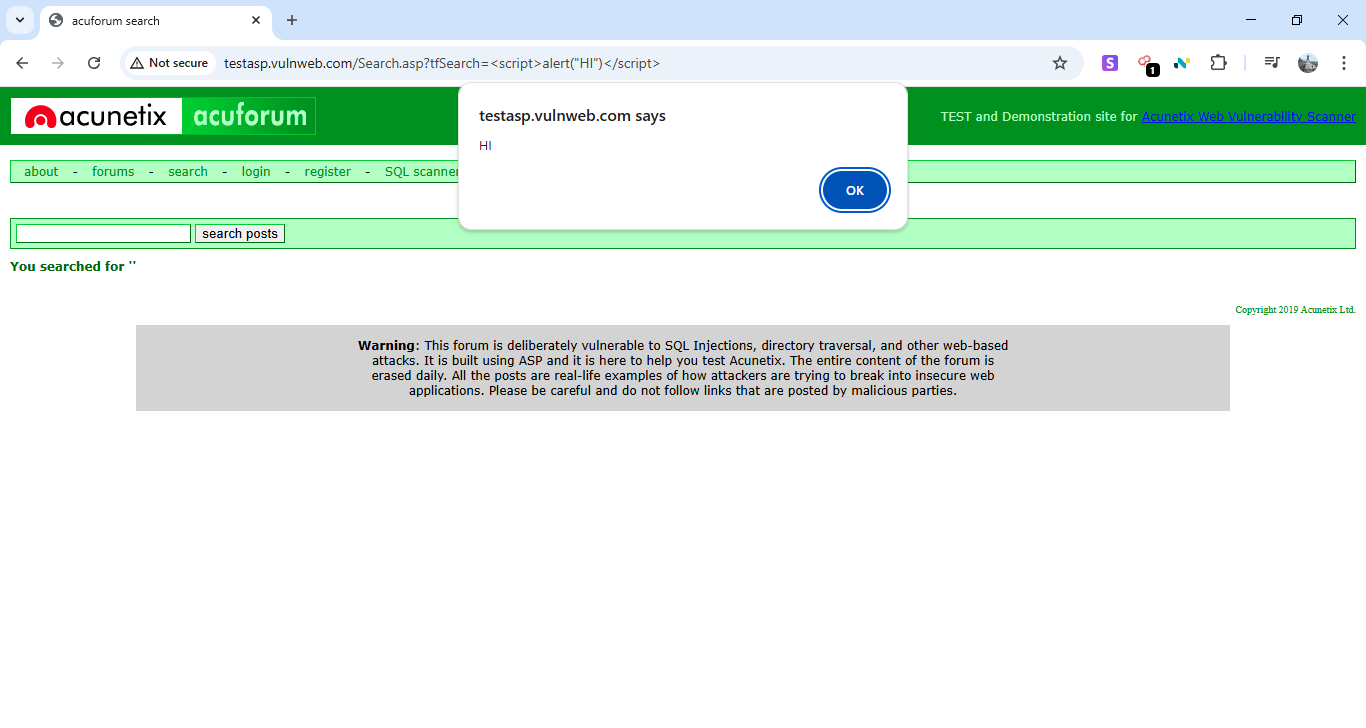 acuforum search
Not secure
testasp.vulnweb.com/Search.asp?tfSearch=<script>alert("HI")</script>
S
1
acunetix acuforum
TEST and Demonstration site for Acunetix Web Vulnerability Scanner
testasp.vulnweb.com says
HI
OK
about - forums - search - login - register - SQL scanner
search posts
You searched for ''
Copyright 2019 Acunetix Ltd.
Warning: This forum is deliberately vulnerable to SQL Injections, directory traversal, and other web-based
attacks. It is built using ASP and it is here to help you test Acunetix. The entire content of the forum is
erased daily. All the posts are real-life examples of how attackers are trying to break into insecure web
applications. Please be careful and do not follow links that are posted by malicious parties.